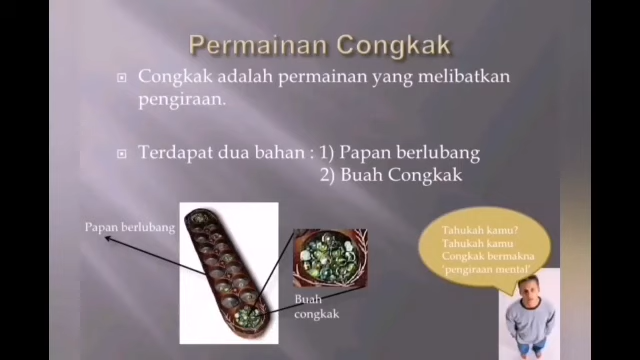 Permainan Congkak
Congkak adalah permainan yang melibatkan
pengiraan.
Terdapat dua bahan : 1) Papan berlubang
2) Buah Congkak
Papan berlubang
Buah
congkak
Tahukah kamu?
Tahukah kamu
Congkak bermakna
'pengiraan mental'